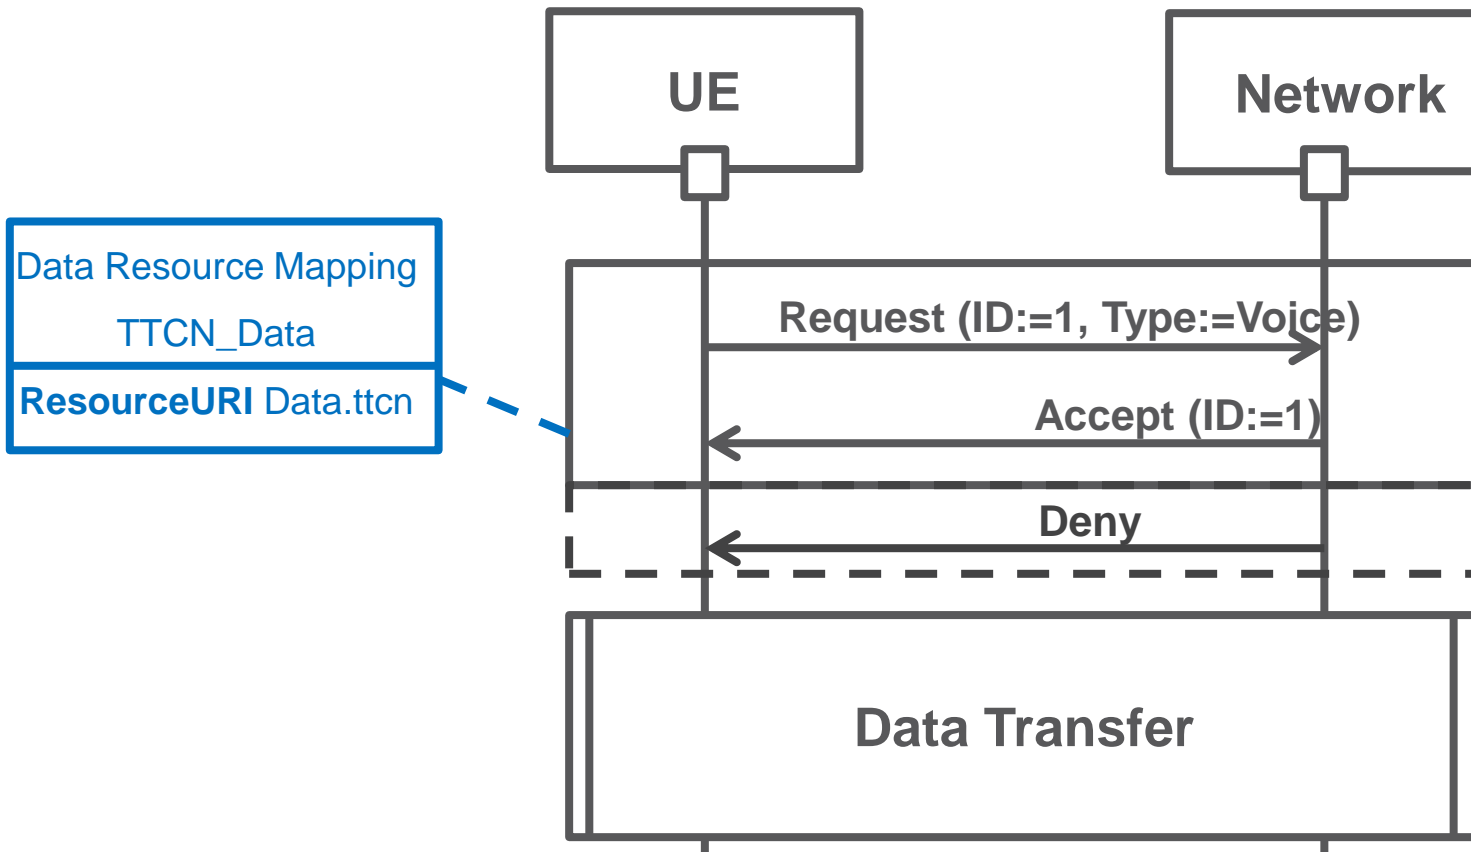 UE
Network
Data Resource Mapping
TTCN_Data
ResourceURI Data.ttcn
Request (ID:=1, Type:=Voice)
Accept (ID:=1)
Deny
Data Transfer